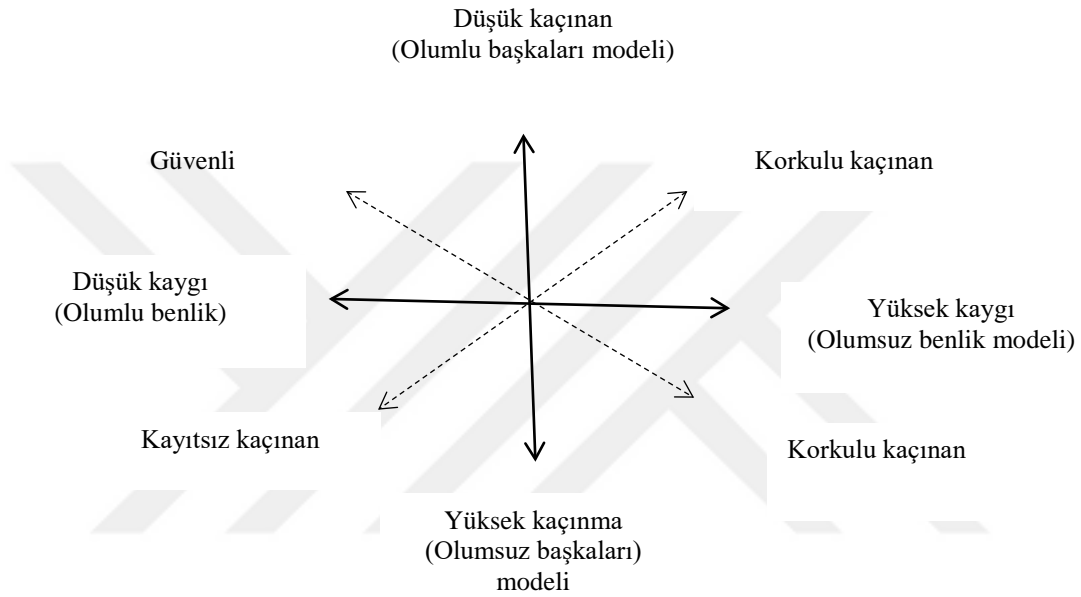 Düşük kaçınan
(Olumlu başkaları modeli)
Güvenli
Korkulu kaçınan
Düşük kaygı
(Olumlu benlik)
Yüksek kaygı
(Olumsuz benlik modeli)
Kayıtsız kaçınan
Korkulu kaçınan
Yüksek kaçınma
(Olumsuz başkaları)
modeli